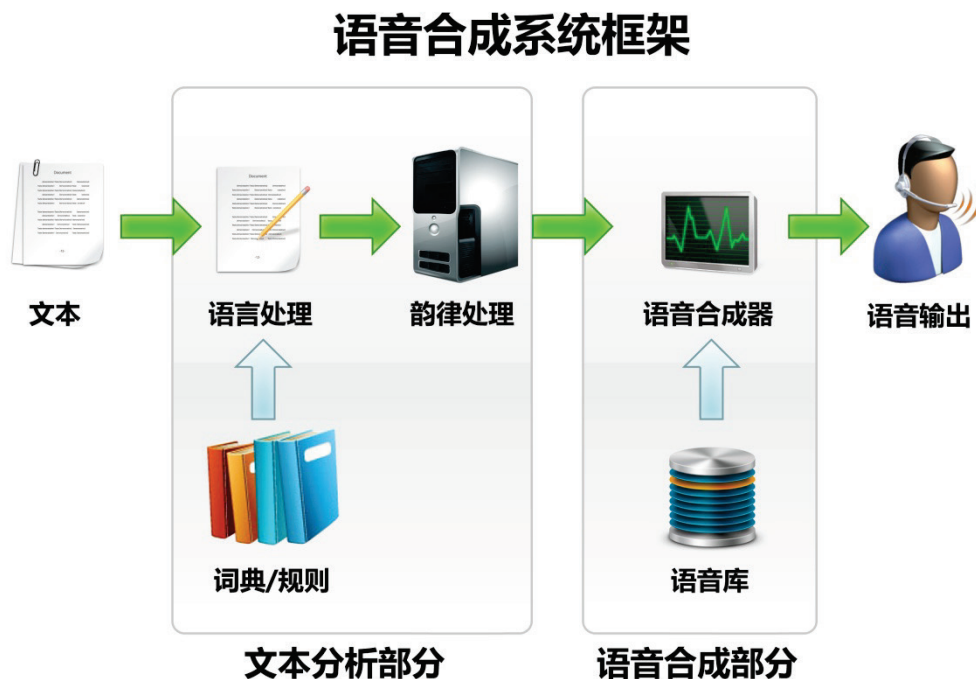 语音合成系统框架
文本
语言处理
韵律处理
语音合成器
语音输出
词典/规则
语音库
文本分析部分
语音合成部分